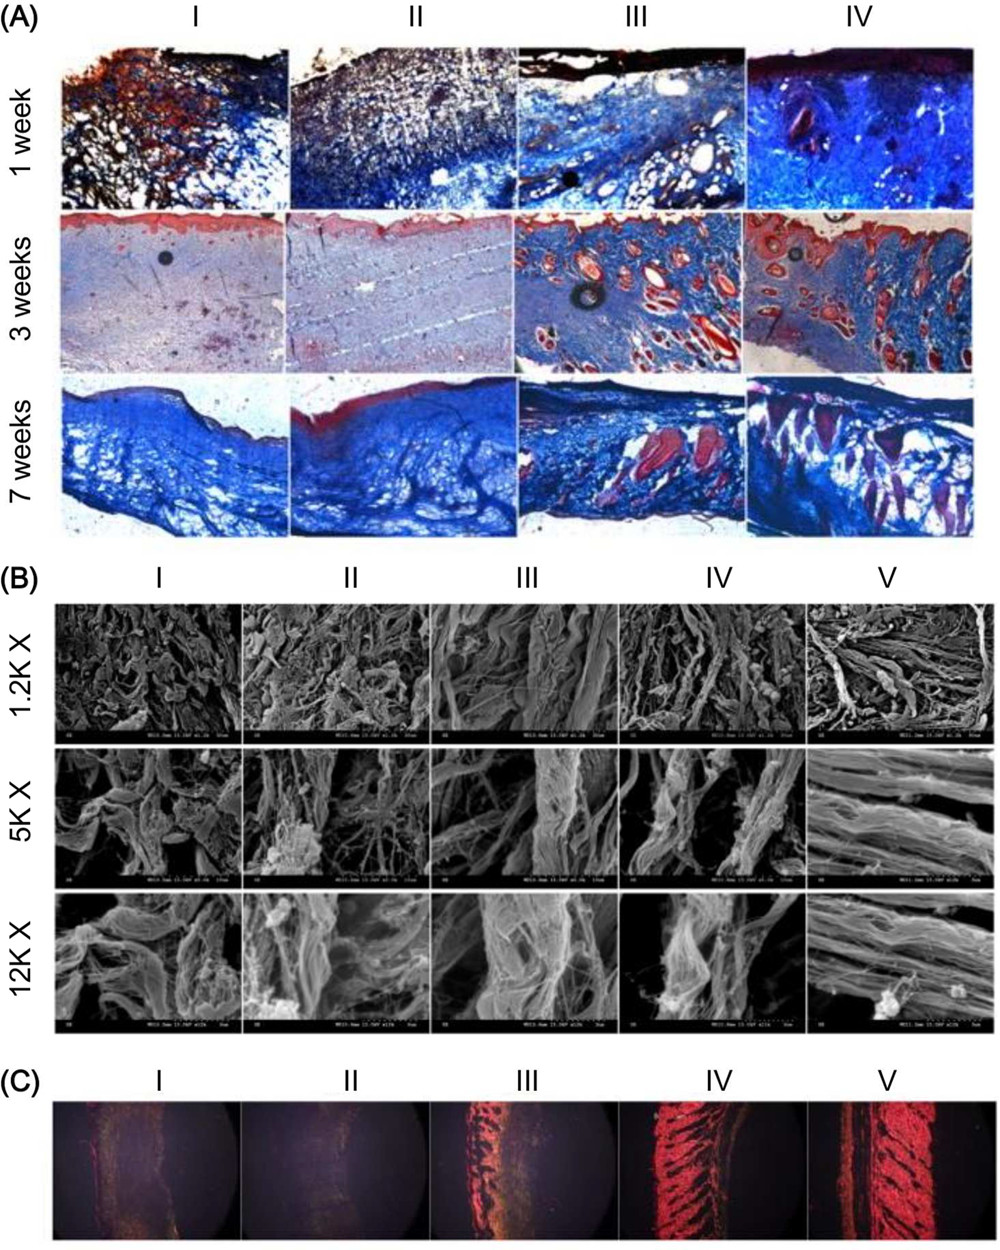 (A) I II III IV
1 week
3 weeks
7 weeks
(B) I II III IV V
1.2K X
5K X
12K X
(C) I II III IV V